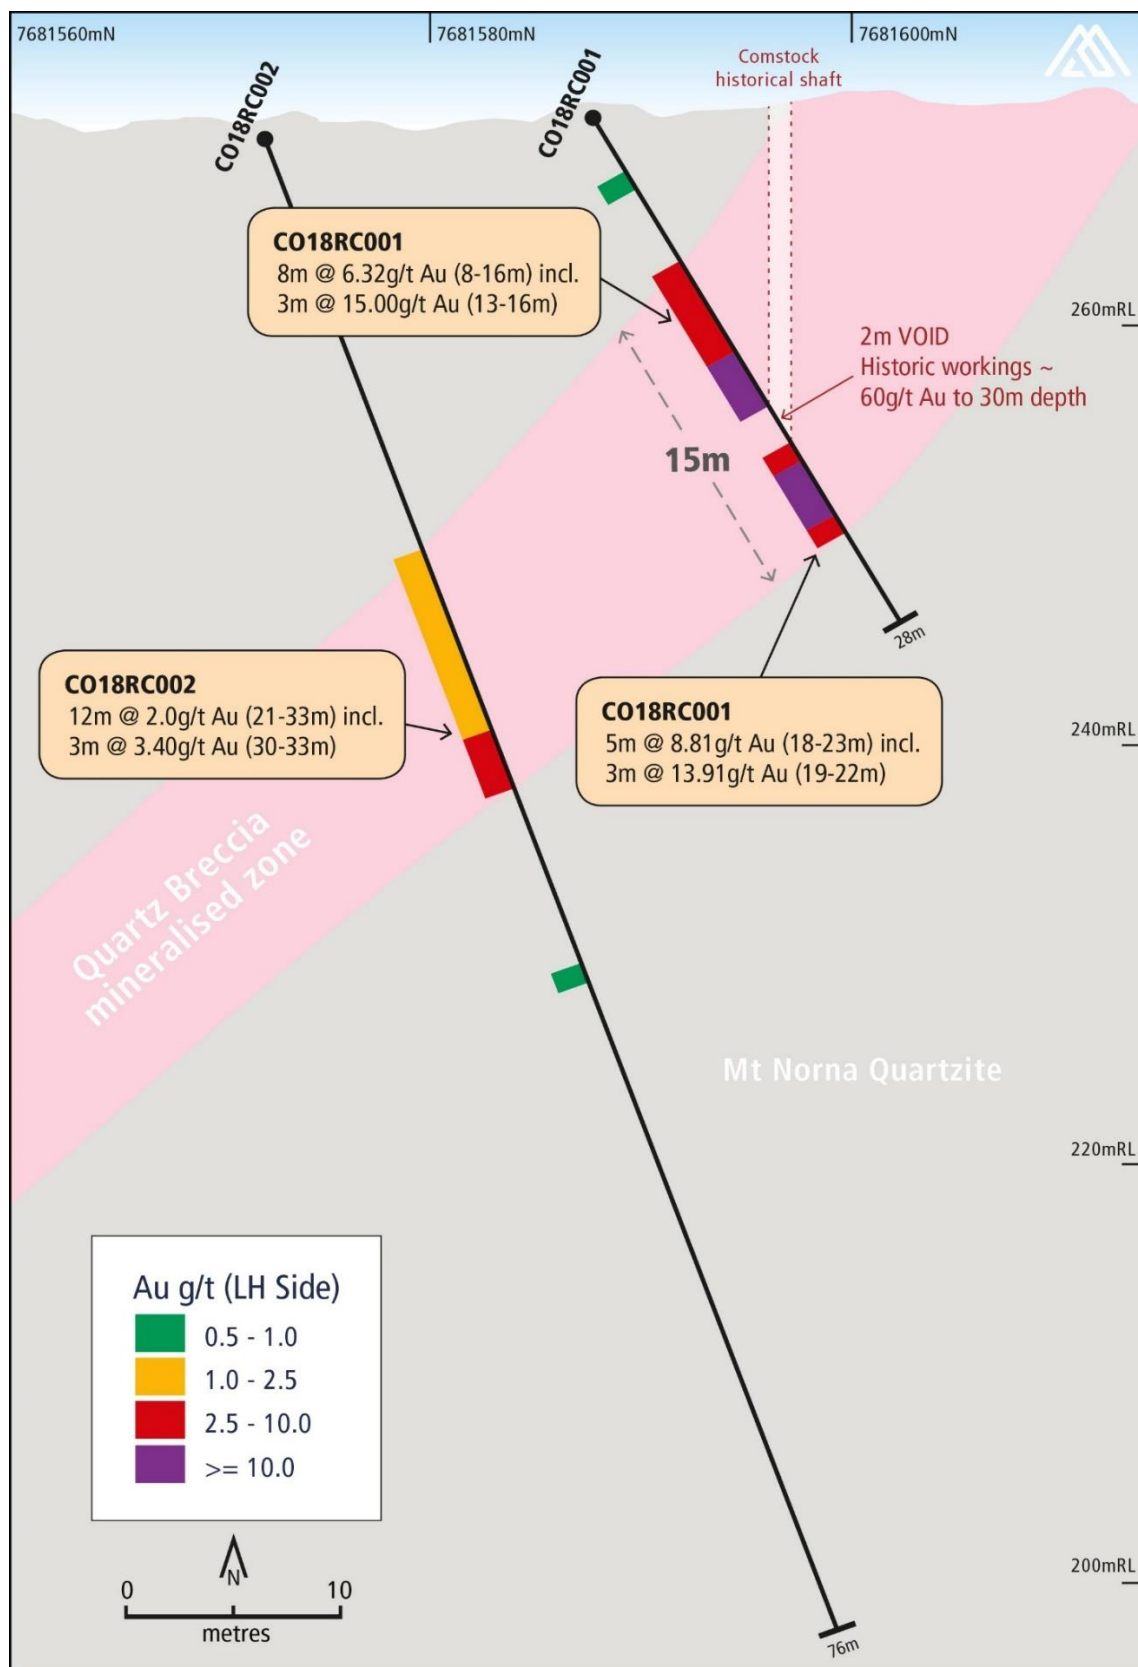 7681560mN
7681580mN
7681600mN
Comstock
historical shaft
CO18RC002
CO18RC001
CO18RC001
8m @ 6.32g/t Au (8-16m) incl.
3m @ 15.00g/t Au (13-16m)
260mRL
2m VOID
Historic workings ~
60g/t Au to 30m depth
15m
28m
CO18RC002
12m @ 2.0g/t Au (21-33m) incl.
3m @ 3.40g/t Au (30-33m)
CO18RC001
5m @ 8.81g/t Au (18-23m) incl.
3m @ 13.91g/t Au (19-22m)
240mRL
Quartz Breccia
mineralised zone
Mt Norna Quartzite
220mRL
Au g/t (LH Side)
0.5 - 1.0
1.0 - 2.5
2.5 - 10.0
>= 10.0
N
0 10
metres
200mRL
76m